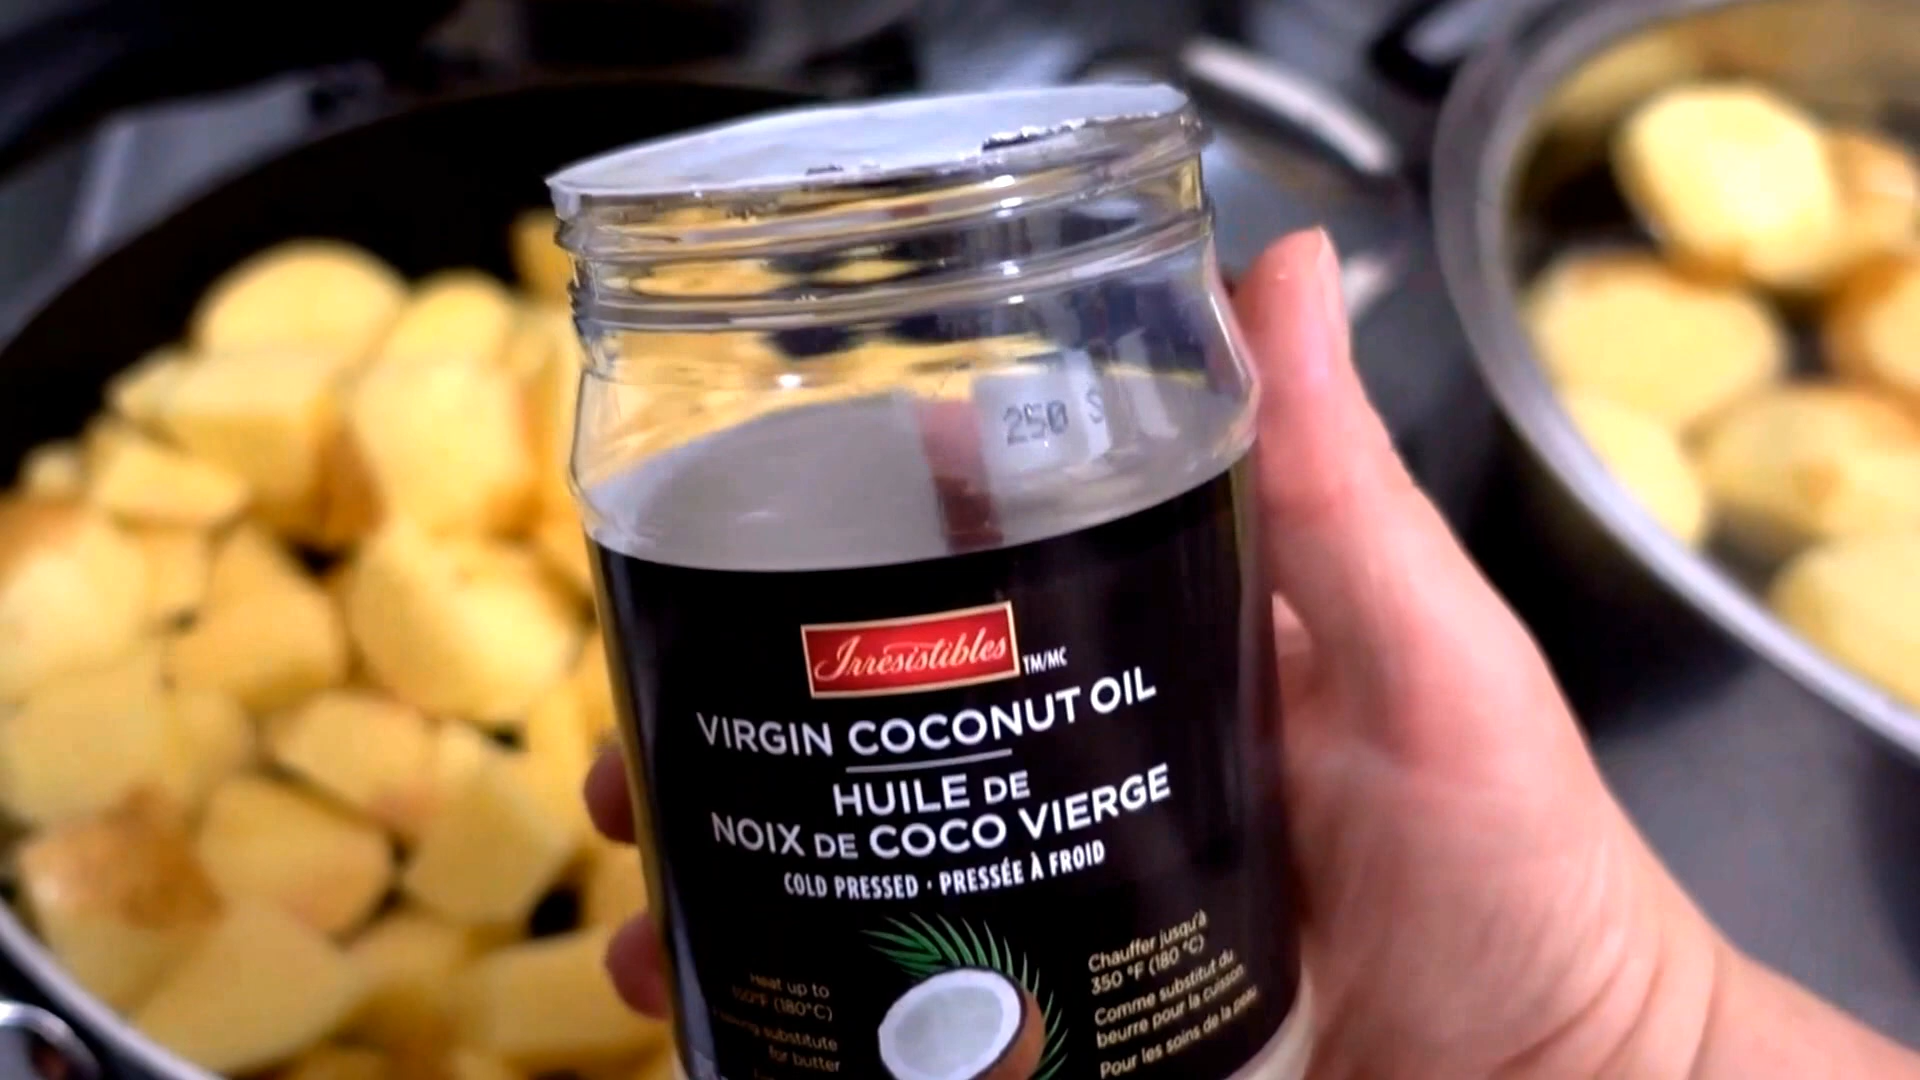 250 S
Irresistibles TM/MC
VIRGIN COCONUT OIL
HUILE DE
NOIX DE COCO VIERGE
COLD PRESSED · PRESSÉE À FROID
Heat up to
(180°C)
substitute
for butter
Chauffer jusqu'à
350 °F (180 °C)
Comme substitut du
beurre pour la cuisson
Pour les soins de la peau